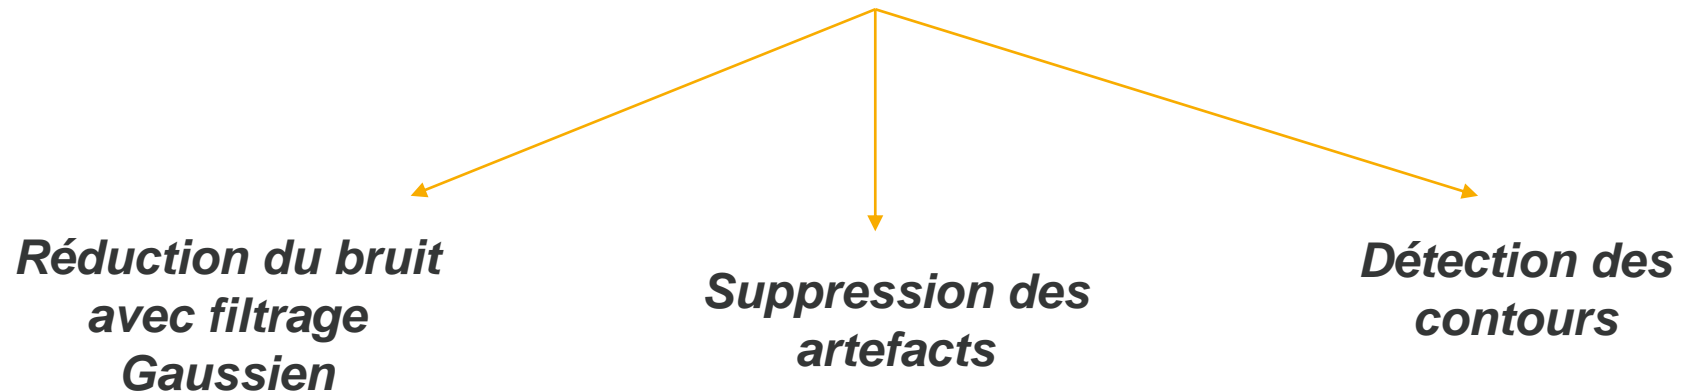 Réduction du bruit
avec filtrage
Gaussien
Suppression des
artefacts
Détection des
contours